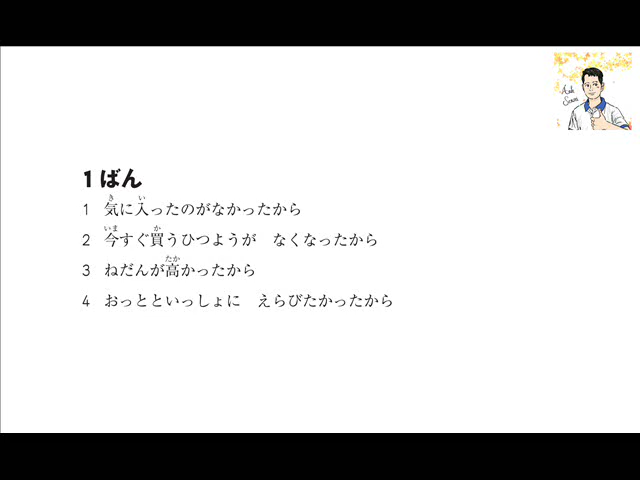 1ばん
1 気に入ったのがなかったから
2 今すぐ買うひつようが なくなったから
3 ねだんが高かったから
4 おっとといっしょに えらびたかったから